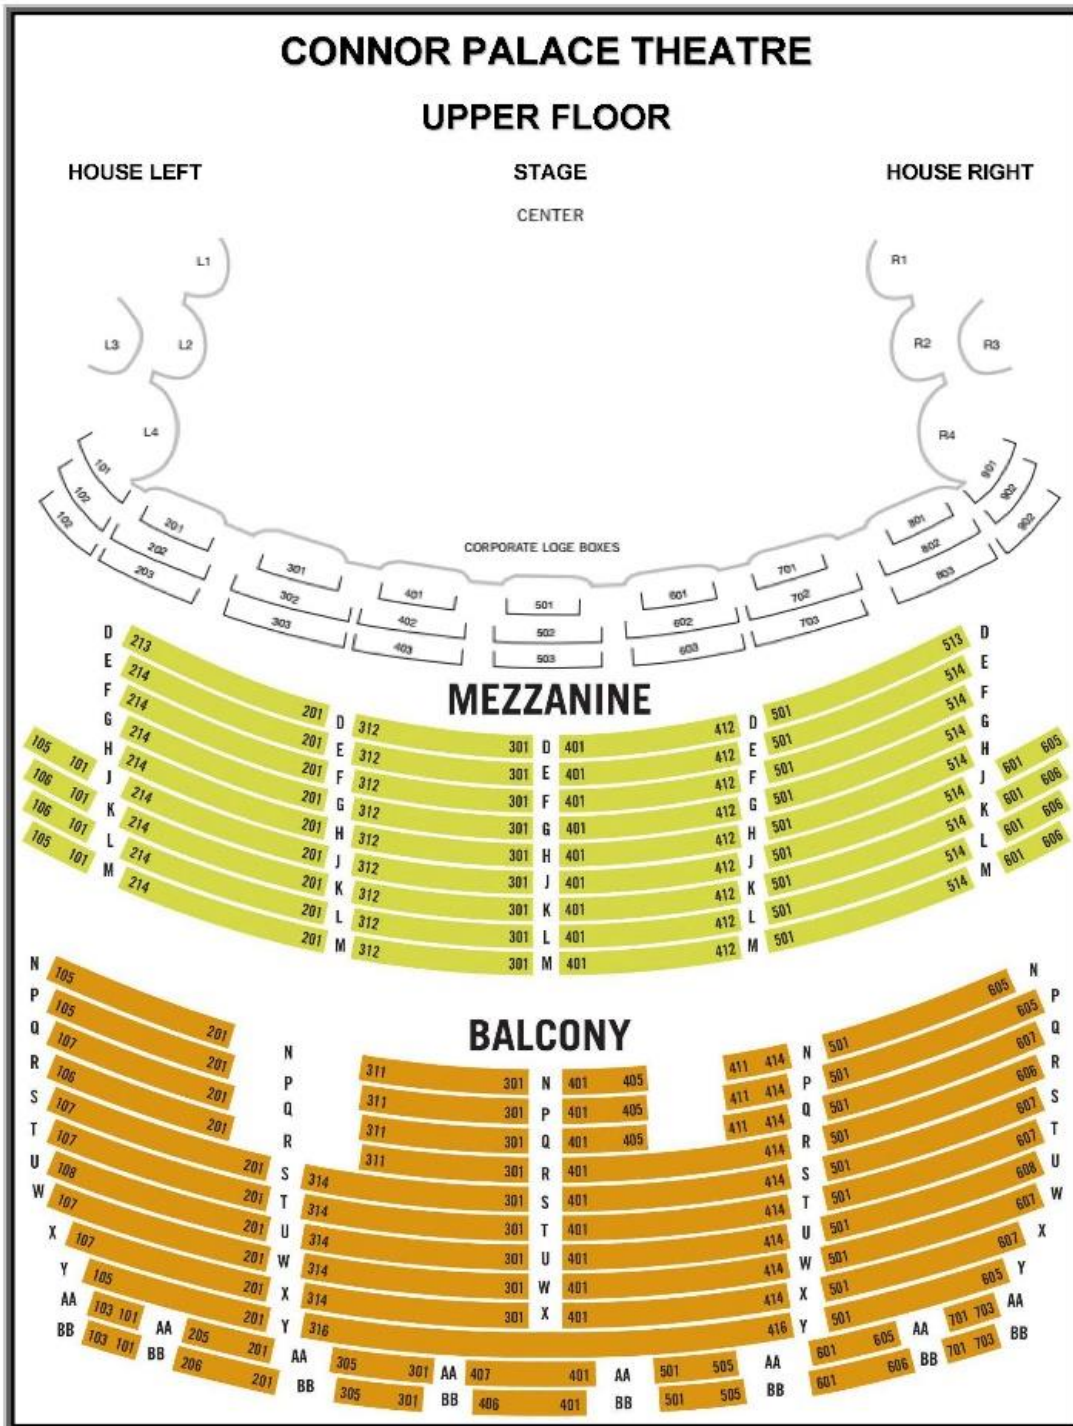 CONNOR PALACE THEATRE
UPPER FLOOR
HOUSE LEFT STAGE HOUSE RIGHT
CENTER
L1 R1
L3 L2 R2 R3
L4 R4
101 901
102 902
102 902
201 801
202 802
203 803
CORPORATE LOGE BOXES
301 401 501 601 701
302 402 502 602 702
303 403 503 603 703
MEZZANINE
D 213 201 D 312 301 D 401 412 D 501 513 D
E 214 201 E 312 301 E 401 412 E 501 514 E
F 214 201 F 312 301 F 401 412 F 501 514 F
G 214 201 G 312 301 G 401 412 G 501 514 G
105 101 H 214 201 H 312 301 H 401 412 H 501 514 H 601 605
106 101 J 214 201 J 312 301 J 401 412 J 501 514 J 601 606
106 101 K 214 201 K 312 301 K 401 412 K 501 514 K 601 606
105 101 L 214 201 L 312 301 L 401 412 L 501 514 L 601 606
M 214 201 M 312 301 M 401 412 M 501 514 M
BALCONY
N 105 201 N 311 301 N 401 405 411 414 N 501 605 N
P 105 201 P 311 301 P 401 405 411 414 P 501 605 P
Q 107 201 Q 311 301 Q 401 405 411 414 Q 501 607 Q
R 106 201 R 311 301 R 401 414 R 501 606 R
S 107 201 S 314 301 S 401 414 S 501 607 S
T 107 201 T 314 301 T 401 414 T 501 607 T
U 108 201 U 314 301 U 401 414 U 501 608 U
W 107 201 W 314 301 W 401 414 W 501 607 W
X 107 201 X 314 301 X 401 414 X 501 607 X
Y 105 201 Y 316 416 Y 501 605 Y
AA 103 101 AA 205 201 AA 305 301 AA 407 401 AA 501 505 AA 601 605 AA 701 703 AA
BB 103 101 BB 206 201 BB 305 301 BB 406 401 BB 501 505 BB 601 606 BB 701 703 BB